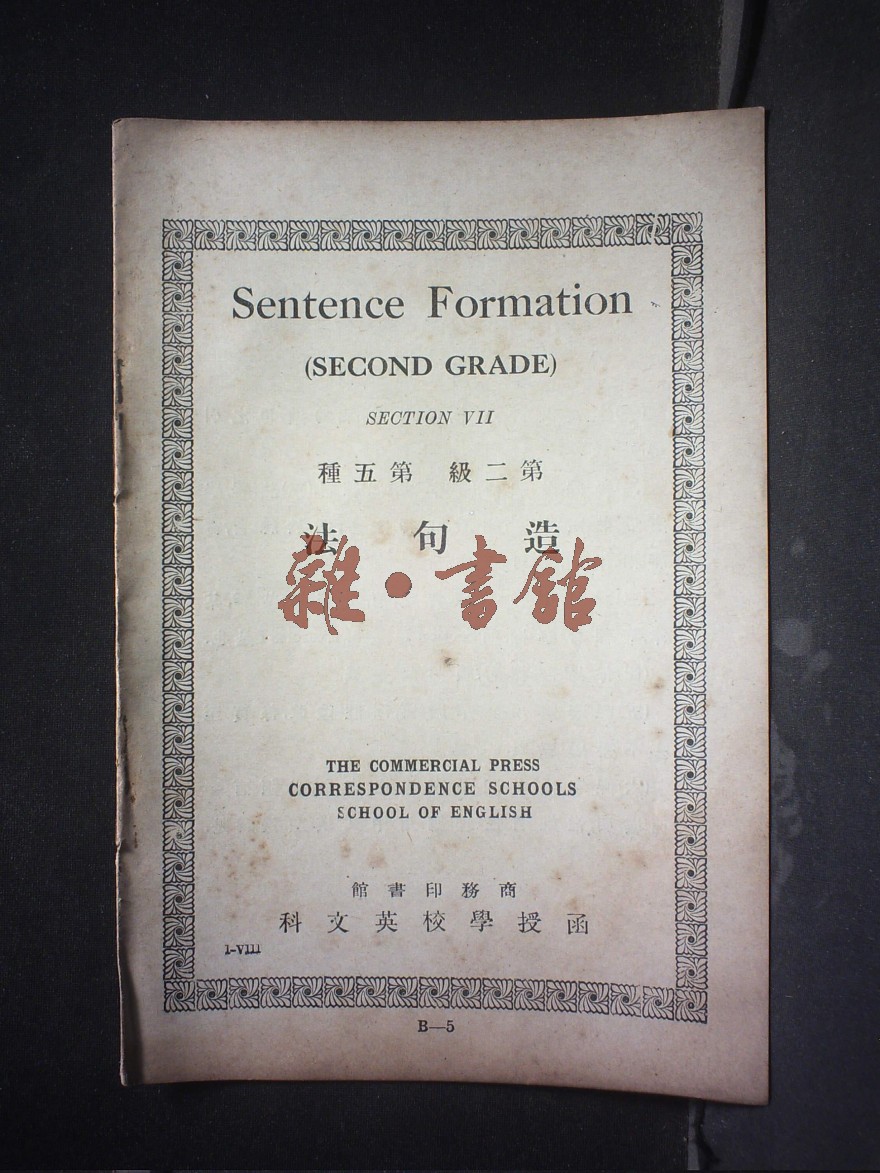 Sentence Formation
(SECOND GRADE)
SECTION VII
第二級 第五種
造句法
雜·書館
THE COMMERCIAL PRESS
CORRESPONDENCE SCHOOLS
SCHOOL OF ENGLISH
商務印書館
函授學校英文科
1-VIII
B—5